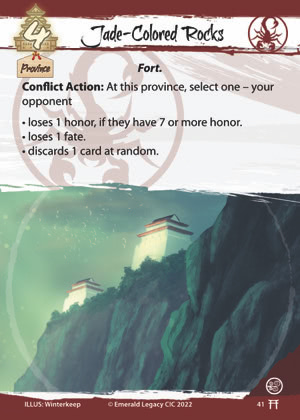 4
Jade-Colored Rocks
Province
Fort.
Conflict Action: At this province, select one – your
opponent
• loses 1 honor, if they have 7 or more honor.
• loses 1 fate.
• discards 1 card at random.
ILLUS: Winterkeep
© Emerald Legacy CIC 2022
41